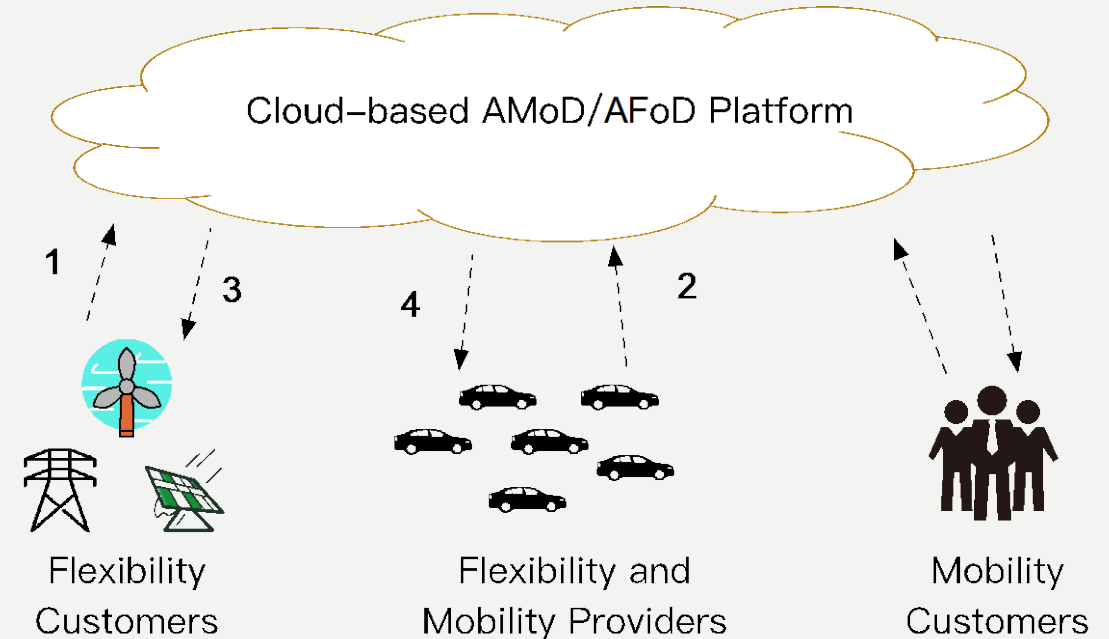 Cloud–based AMoD/AFoD Platform
1
3
4
2
Flexibility
Customers
Flexibility and
Mobility Providers
Mobility
Customers